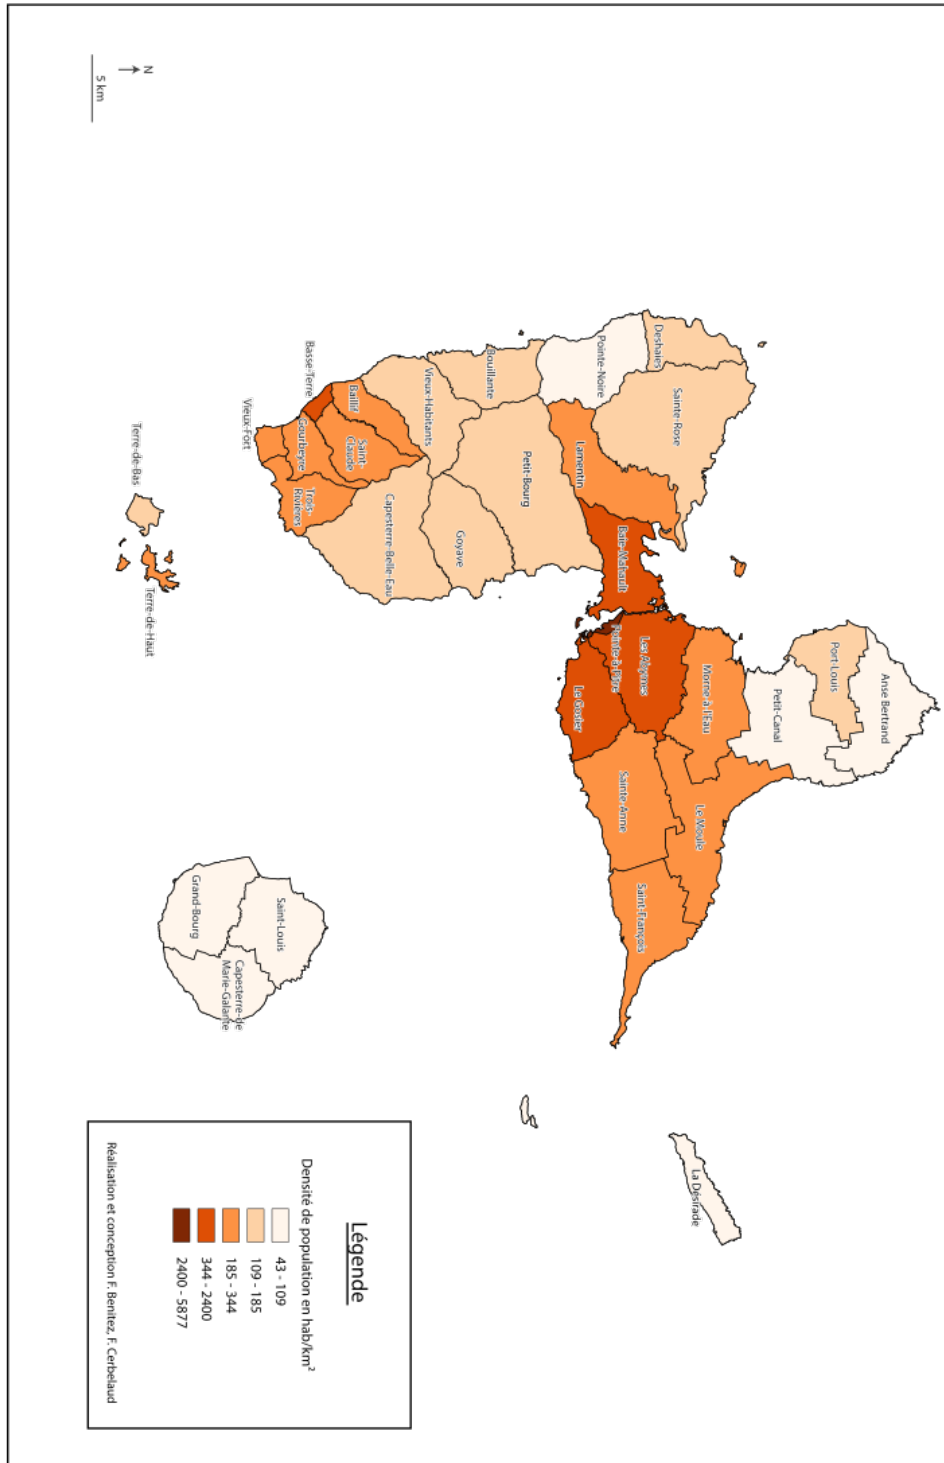 Anse Bertrand
Port-Louis
Petit-Canal
Morne à l'Eau
Le Moule
Les Abymes
Pointe-à-Pitre
Le Gosier
Sainte-Anne
Saint-François
La Désirade
Deshaies
Sainte-Rose
Pointe-Noire
Lamentin
Baie-Mahault
Bouillante
Petit-Bourg
Vieux-Habitants
Goyave
Capesterre-Belle-Eau
Baillif
Saint-
Claude
Basse-Terre
Gourbeyre
Trois-
Rivières
Vieux-Fort
Terre-de-Bas
Terre-de-Haut
Saint-Louis
Grand-Bourg
Capesterre-de
Marie-Galante
N
5 km
Légende
Densité de population en hab/km²
43 - 109
109 - 185
185 - 344
344 - 2400
2400 - 5877
Réalisation et conception F. Benitez, F. Cerbelaud